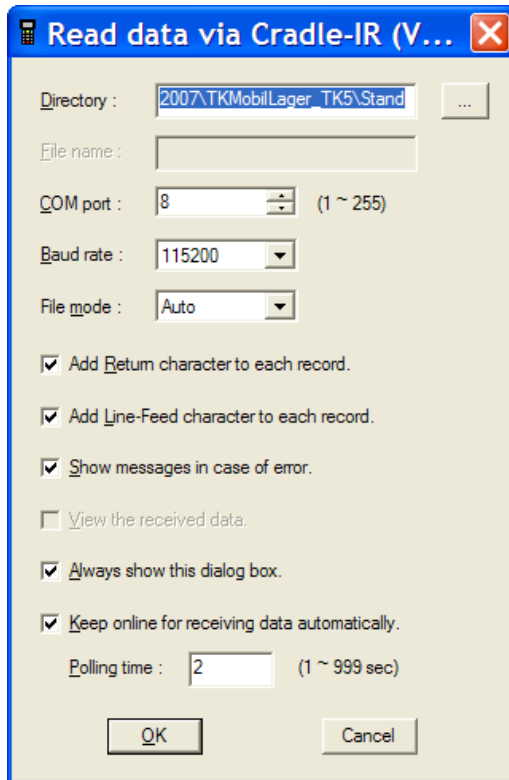 Read data via Cradle-IR (V...
Directory : 2007\TKMobilLager_TK5\Stand ...
File name :
COM port : 8 (1 ~ 255)
Baud rate : 115200
File mode : Auto
Add Return character to each record.
Add Line-Feed character to each record.
Show messages in case of error.
View the received data.
Always show this dialog box.
Keep online for receiving data automatically.
Polling time : 2 (1 ~ 999 sec)
OK Cancel